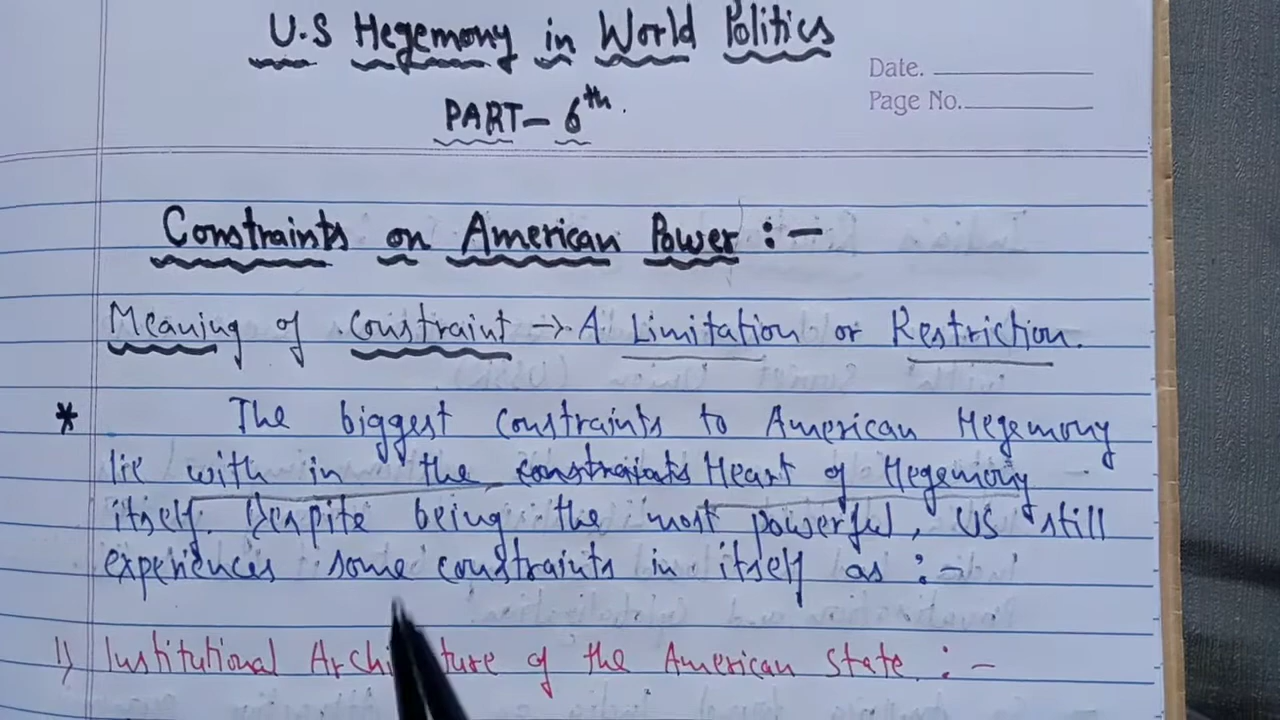 U.S Hegemony in World Politics
Date.
Page No.
PART- 6th.
Constraints on American Power :-
Meaning of constraint → A Limitation or Restriction.
* The biggest constraints to American Hegemony
lie with in the constraints Heart of Hegemony
itself. Despite being the most powerful, US still
experiences some constraints in itself as :-
1) Institutional Archi ture of the American State :-